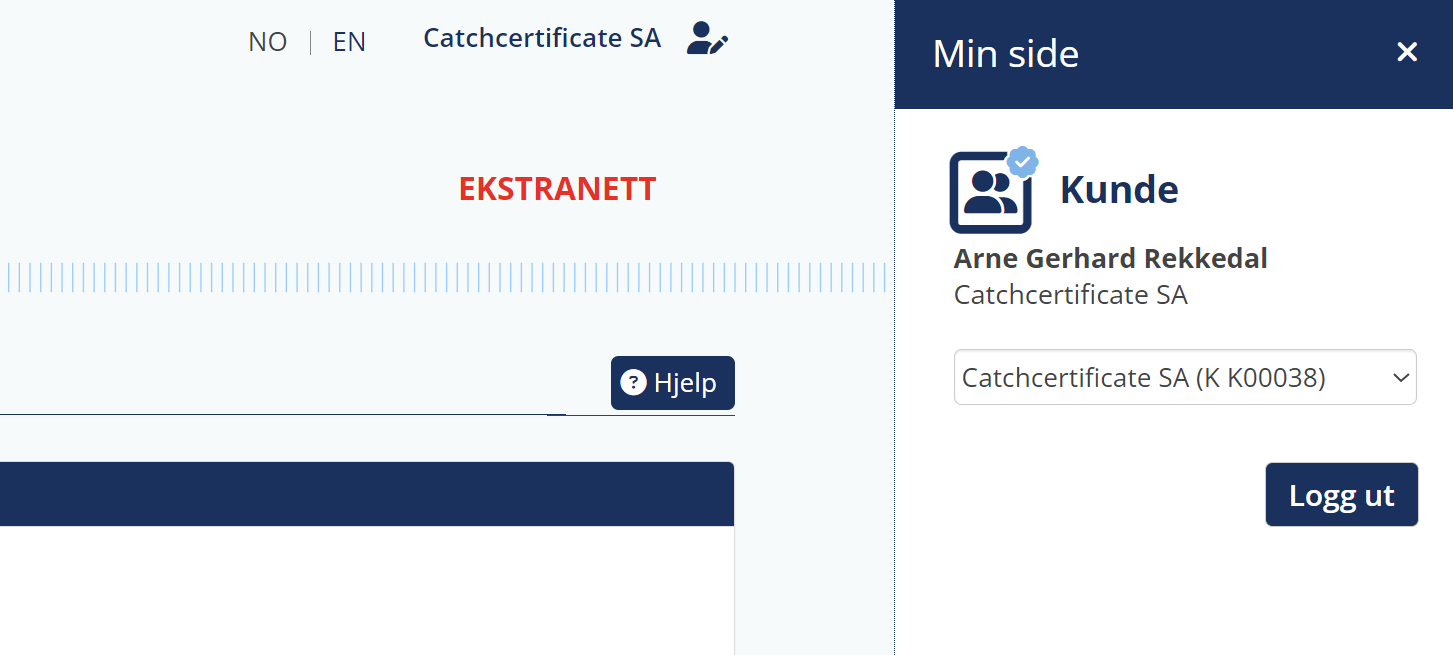 NO | EN
Catchcertificate SA
EKSTRANETT
Hjelp
Min side
Kunde
Arne Gerhard Rekkedal
Catchcertificate SA
Catchcertificate SA (K K00038)
Logg ut